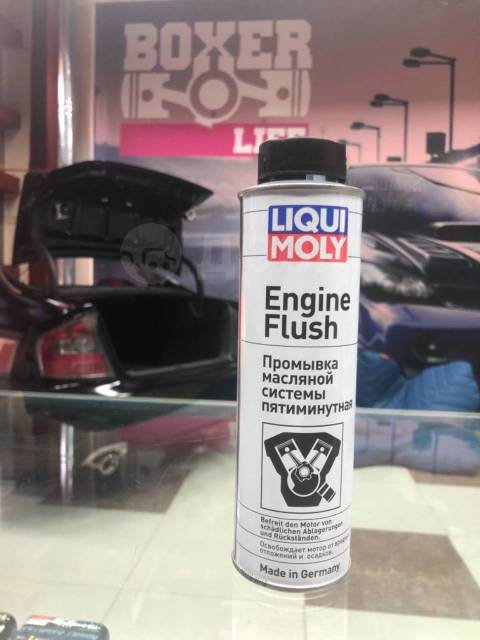 BOXER
LIFE
LIQUI
MOLY
Engine
Flush
Промывка
масляной
системы
пятиминутная
Befreit den Motor von
schädlichen Ablagerungen
und Rückständen.
Освобождает мотор от
отложений и осадков.
Made in Germany